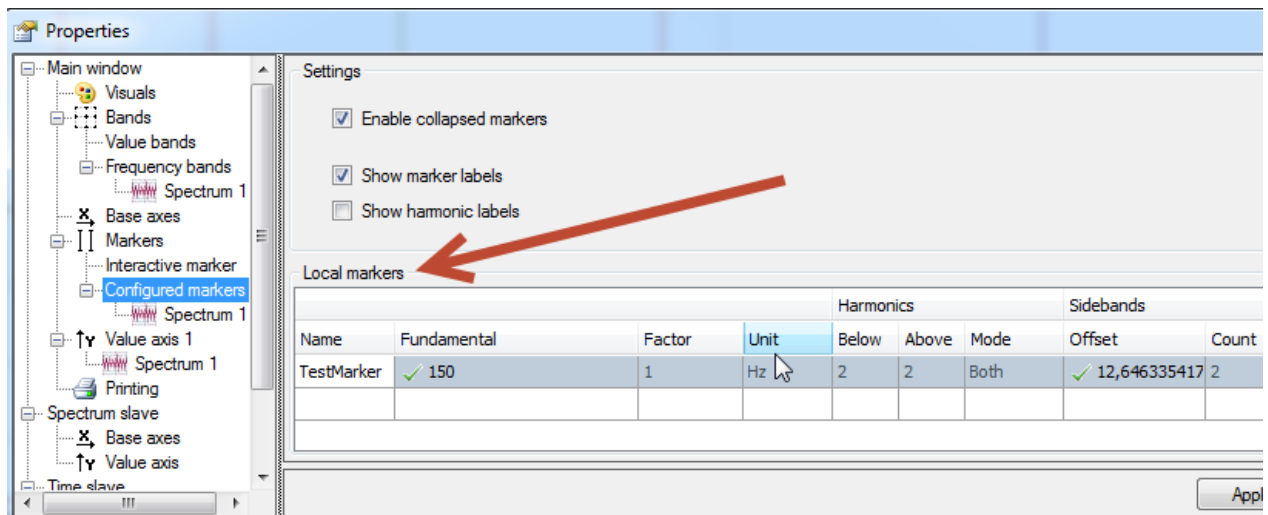 Properties
Main window
Visuals
Bands
Value bands
Frequency bands
Spectrum 1
Base axes
Markers
Interactive marker
Configured markers
Spectrum 1
Value axis 1
Spectrum 1
Printing
Spectrum slave
Base axes
Value axis
Time slave
Settings
Enable collapsed markers
Show marker labels
Show harmonic labels
Local markers
Harmonics Sidebands
Name Fundamental Factor Unit Below Above Mode Offset Count
TestMarker 150 1 Hz 2 2 Both 12,646335417 2
Appl